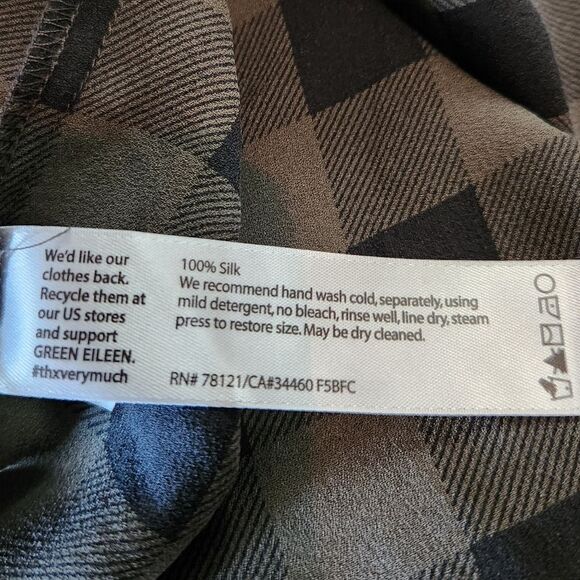 We'd like our
clothes back.
Recycle them at
our US stores
and support
GREEN EILEEN.
#thxverymuch
100% Silk
We recommend hand wash cold, separately, using
mild detergent, no bleach, rinse well, line dry, steam
press to restore size. May be dry cleaned.
RN# 78121/CA#34460 F5BFC